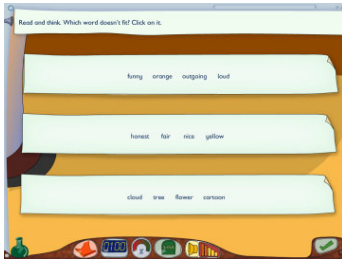 Read and think. Which word doesn't fit? Click on it.
funny orange outgoing loud
honest fair nice yellow
cloud tree flower cartoon